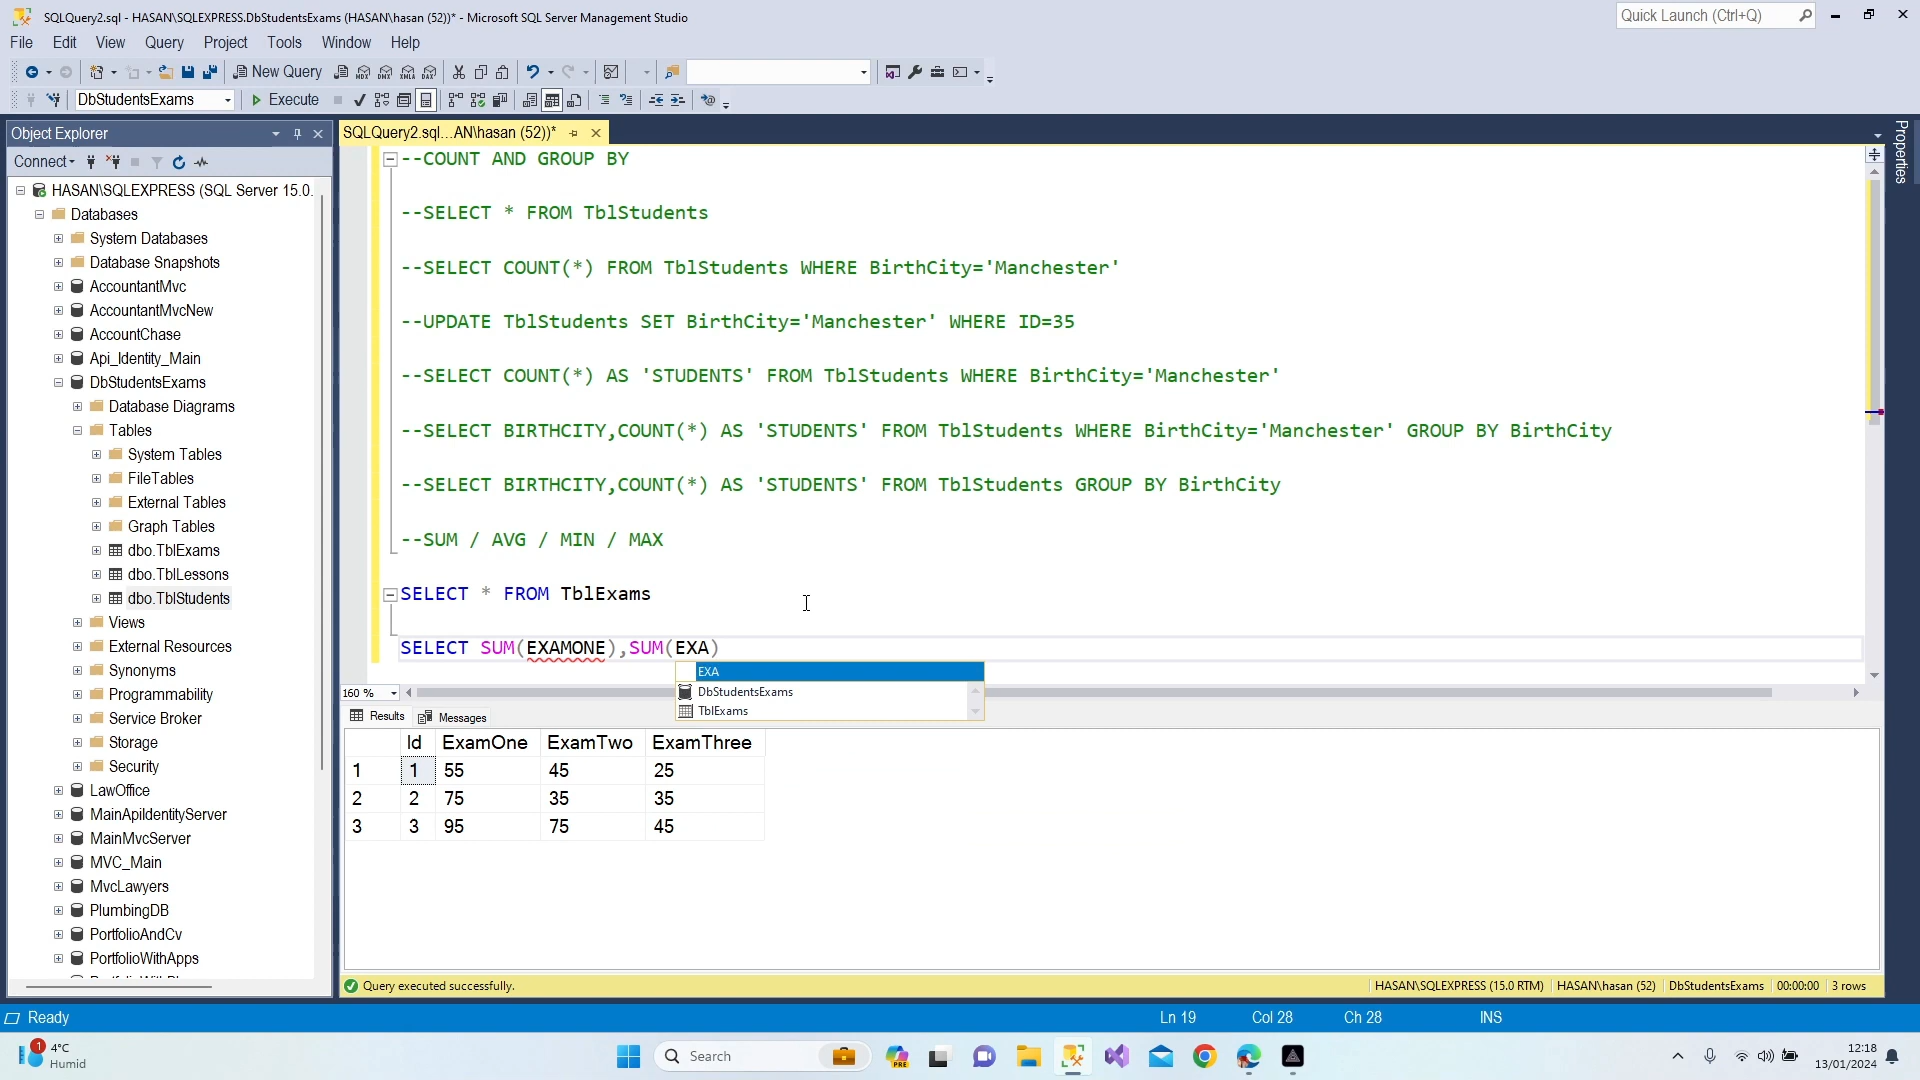 SQLQuery2.sql - HASAN\SQLEXPRESS.DbStudentsExams (HASAN\hasan (52))* - Microsoft SQL Server Management Studio
Quick Launch (Ctrl+Q)
File Edit View Query Project Tools Window Help
New Query MDX DMX XMLA DAX
DbStudentsExams Execute
Object Explorer
SQLQuery2.sql...AN\hasan (52))*
Properties
Connect
HASAN\SQLEXPRESS (SQL Server 15.0.
Databases
System Databases
Database Snapshots
AccountantMvc
AccountantMvcNew
AccountChase
Api_Identity_Main
DbStudentsExams
Database Diagrams
Tables
System Tables
FileTables
External Tables
Graph Tables
dbo.TblExams
dbo.TblLessons
dbo.TblStudents
Views
External Resources
Synonyms
Programmability
Service Broker
Storage
Security
LawOffice
MainApiIdentityServer
MainMvcServer
MVC_Main
MvcLawyers
PlumbingDB
PortfolioAndCv
PortfolioWithApps
--COUNT AND GROUP BY
--SELECT * FROM TblStudents
--SELECT COUNT(*) FROM TblStudents WHERE BirthCity='Manchester'
--UPDATE TblStudents SET BirthCity='Manchester' WHERE ID=35
--SELECT COUNT(*) AS 'STUDENTS' FROM TblStudents WHERE BirthCity='Manchester'
--SELECT BIRTHCITY,COUNT(*) AS 'STUDENTS' FROM TblStudents WHERE BirthCity='Manchester' GROUP BY BirthCity
--SELECT BIRTHCITY,COUNT(*) AS 'STUDENTS' FROM TblStudents GROUP BY BirthCity
--SUM / AVG / MIN / MAX
SELECT * FROM TblExams
SELECT SUM(EXAMONE),SUM(EXA)
EXA
DbStudentsExams
TblExams
160 %
Results Messages
Id ExamOne ExamTwo ExamThree
1 1 55 45 25
2 2 75 35 35
3 3 95 75 45
Query executed successfully.
HASAN\SQLEXPRESS (15.0 RTM) HASAN\hasan (52) DbStudentsExams 00:00:00 3 rows
Ready Ln 19 Col 28 Ch 28 INS
1
4°C
Humid
Search
PRE
12:18
13/01/2024